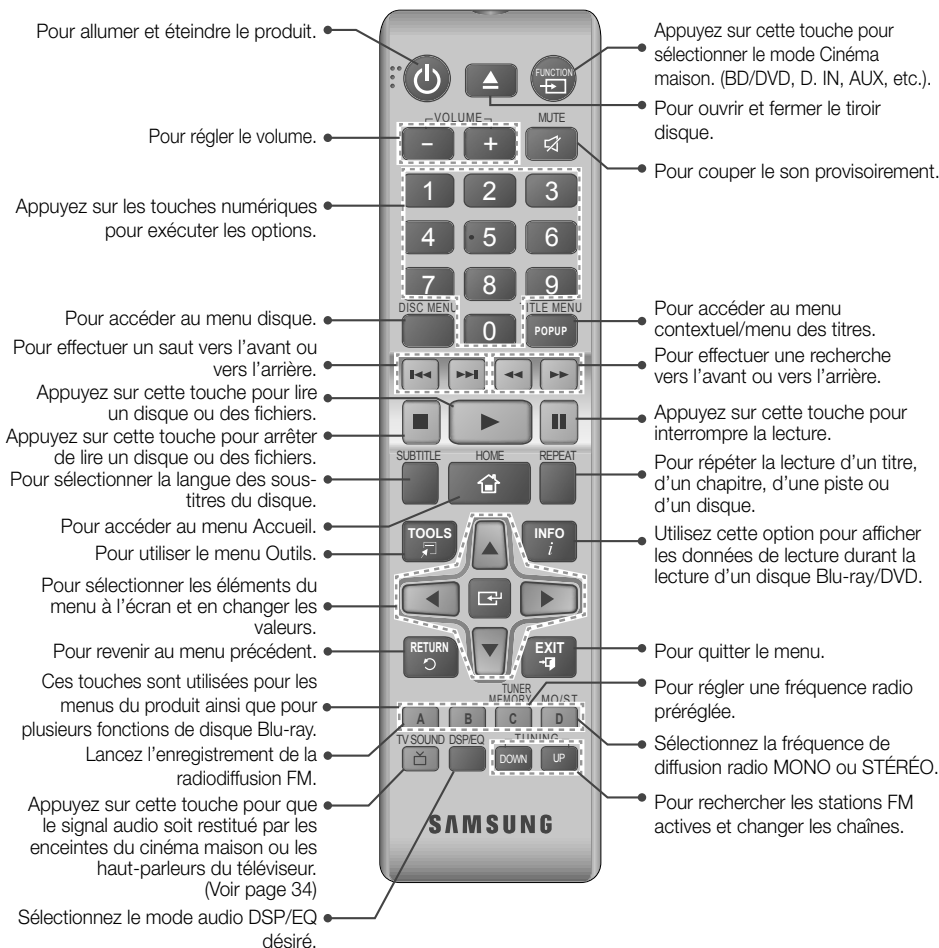 Pour allumer et éteindre le produit.
Appuyez sur cette touche pour
sélectionner le mode Cinéma
maison. (BD/DVD, D. IN, AUX, etc.).
FUNCTION
Pour ouvrir et fermer le tiroir
disque.
VOLUME
MUTE
Pour régler le volume.
- +
Pour couper le son provisoirement.
1 2 3
Appuyez sur les touches numériques
pour exécuter les options.
4 5 6
7 8 9
DISC MENU
TITLE MENU
0
POPUP
Pour accéder au menu disque.
Pour accéder au menu
contextuel/menu des titres.
Pour effectuer un saut vers l'avant ou
vers l'arrière.
Pour effectuer une recherche
vers l'avant ou vers l'arrière.
Appuyez sur cette touche pour lire
un disque ou des fichiers.
Appuyez sur cette touche pour
interrompre la lecture.
Appuyez sur cette touche pour arrêter
de lire un disque ou des fichiers.
SUBTITLE HOME REPEAT
Pour sélectionner la langue des sous-
titres du disque.
Pour répéter la lecture d'un titre,
d'un chapitre, d'une piste ou
d'un disque.
Pour accéder au menu Accueil.
Pour utiliser le menu Outils.
TOOLS
INFO
i
Utilisez cette option pour afficher
les données de lecture durant la
lecture d'un disque Blu-ray/DVD.
Pour sélectionner les éléments du
menu à l'écran et en changer les
valeurs.
Pour revenir au menu précédent.
RETURN
EXIT
Pour quitter le menu.
Ces touches sont utilisées pour les
menus du produit ainsi que pour
plusieurs fonctions de disque Blu-ray.
TUNER
MEMORY MO/ST
Pour régler une fréquence radio
préréglée.
A B C D
Lancez l'enregistrement de la
radiodiffusion FM.
Sélectionnez la fréquence de
diffusion radio MONO ou STÉRÉO.
TV SOUND DSP/EQ TUNING
DOWN UP
Appuyez sur cette touche pour que
le signal audio soit restitué par les
enceintes du cinéma maison ou les
haut-parleurs du téléviseur.
(Voir page 34)
Pour rechercher les stations FM
actives et changer les chaînes.
SAMSUNG
Sélectionnez le mode audio DSP/EQ
désiré.